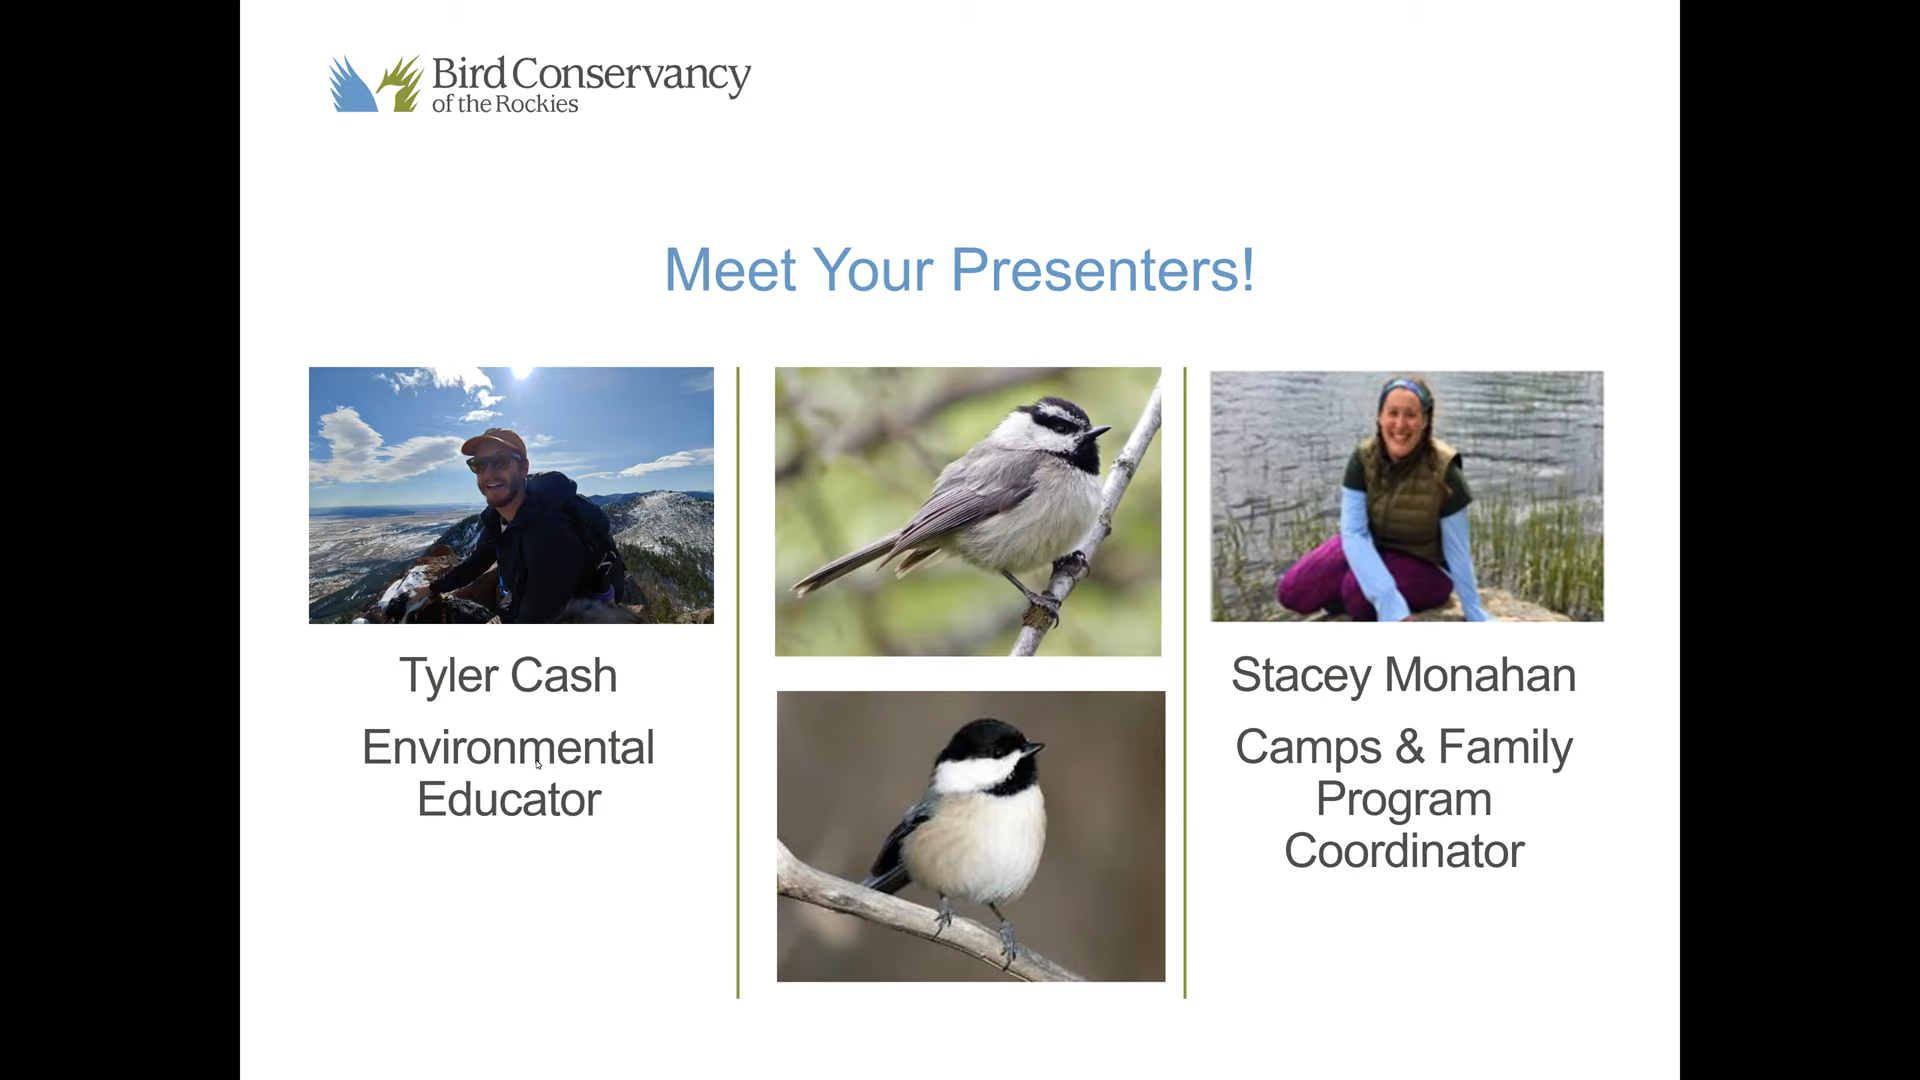 Bird Conservancy
of the Rockies
Meet Your Presenters!
Tyler Cash
Environmental
Educator
Stacey Monahan
Camps & Family
Program
Coordinator